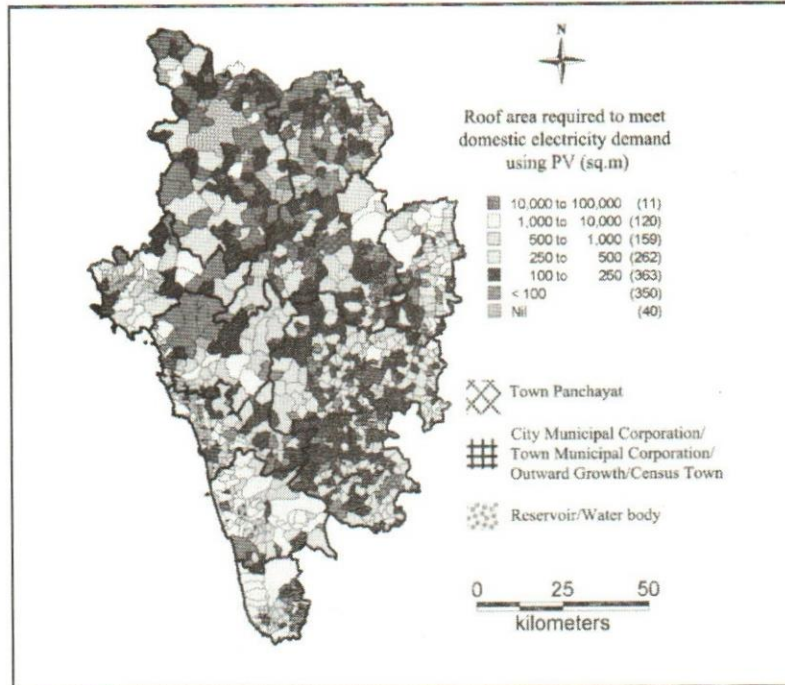 N
Roof area required to meet
domestic electricity demand
using PV (sq.m)
10,000 to 100,000 (11)
1,000 to 10,000 (120)
500 to 1,000 (159)
250 to 500 (262)
100 to 250 (363)
< 100 (350)
Nil (40)
Town Panchayat
City Municipal Corporation/
Town Municipal Corporation/
Outward Growth/Census Town
Reservoir/Water body
0 25 50
kilometers